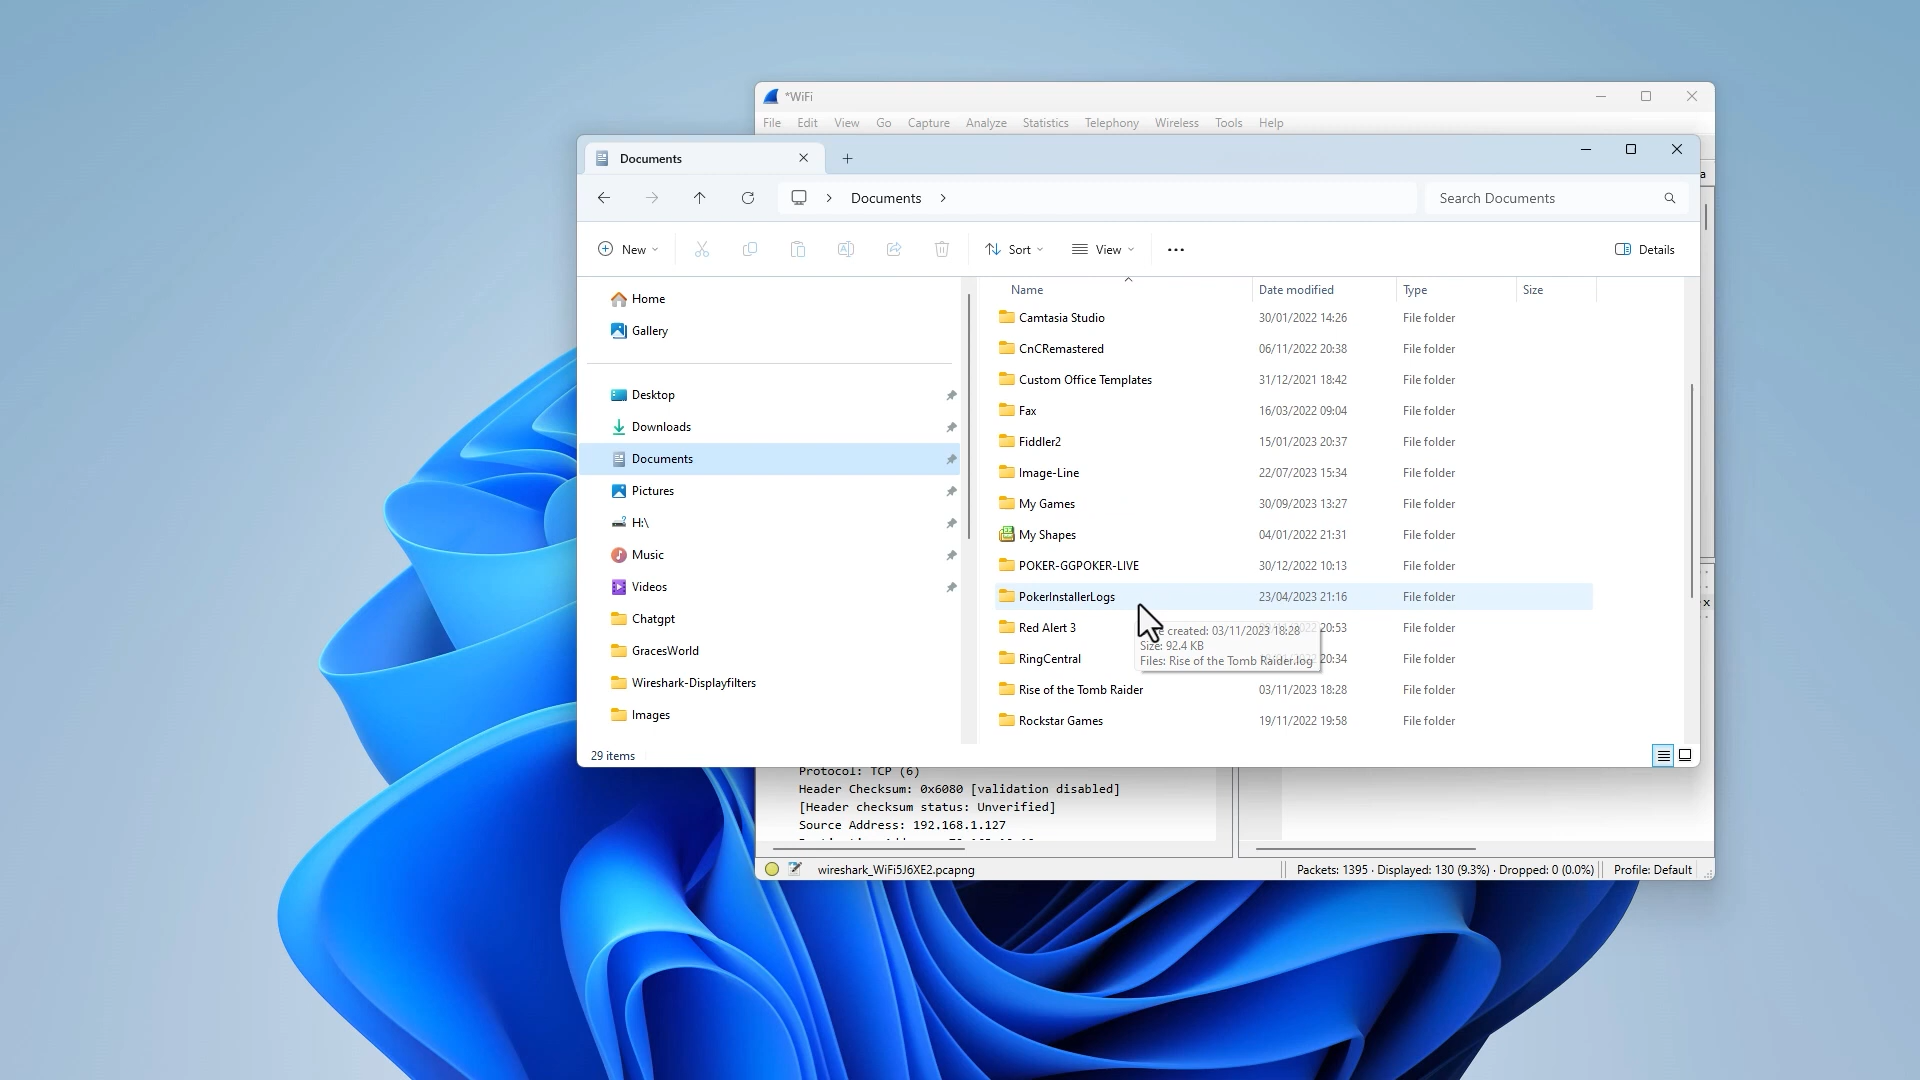 *WiFi
File Edit View Go Capture Analyze Statistics Telephony Wireless Tools Help
Documents
Documents
Search Documents
New
Sort
View
Details
Home
Gallery
Desktop
Downloads
Documents
Pictures
H:\
Music
Videos
Chatgpt
GracesWorld
Wireshark-Displayfilters
Images
Name Date modified Type Size
Camtasia Studio 30/01/2022 14:26 File folder
CnCRemastered 06/11/2022 20:38 File folder
Custom Office Templates 31/12/2021 18:42 File folder
Fax 16/03/2022 09:04 File folder
Fiddler2 15/01/2023 20:37 File folder
Image-Line 22/07/2023 15:34 File folder
My Games 30/09/2023 13:27 File folder
My Shapes 04/01/2022 21:31 File folder
POKER-GGPOKER-LIVE 30/12/2022 10:13 File folder
PokerInstallerLogs 23/04/2023 21:16 File folder
Red Alert 3 20:53 File folder
RingCentral 20:34 File folder
Rise of the Tomb Raider 03/11/2023 18:28 File folder
Rockstar Games 19/11/2022 19:58 File folder
created: 03/11/2023 18:28
Size: 92.4 KB
Files: Rise of the Tomb Raider.log
29 items
Protocol: TCP (6)
Header Checksum: 0x6080 [validation disabled]
[Header checksum status: Unverified]
Source Address: 192.168.1.127
wireshark_WiFi5J6XE2.pcapng
Packets: 1395 · Displayed: 130 (9.3%) · Dropped: 0 (0.0%)
Profile: Default